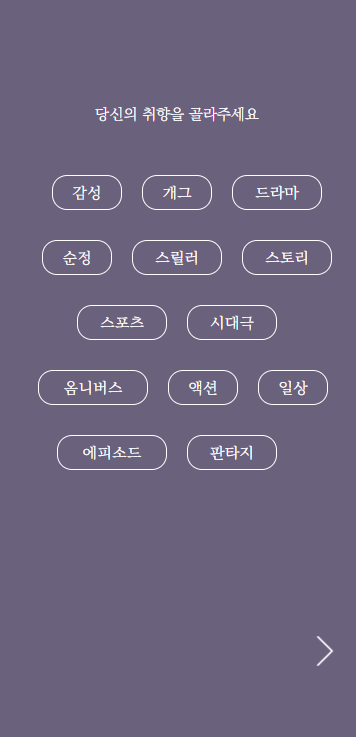 당신의 취향을 골라주세요
감성 개그 드라마
순정 스릴러 스토리
스포츠 시대극
옴니버스 액션 일상
에피소드 판타지